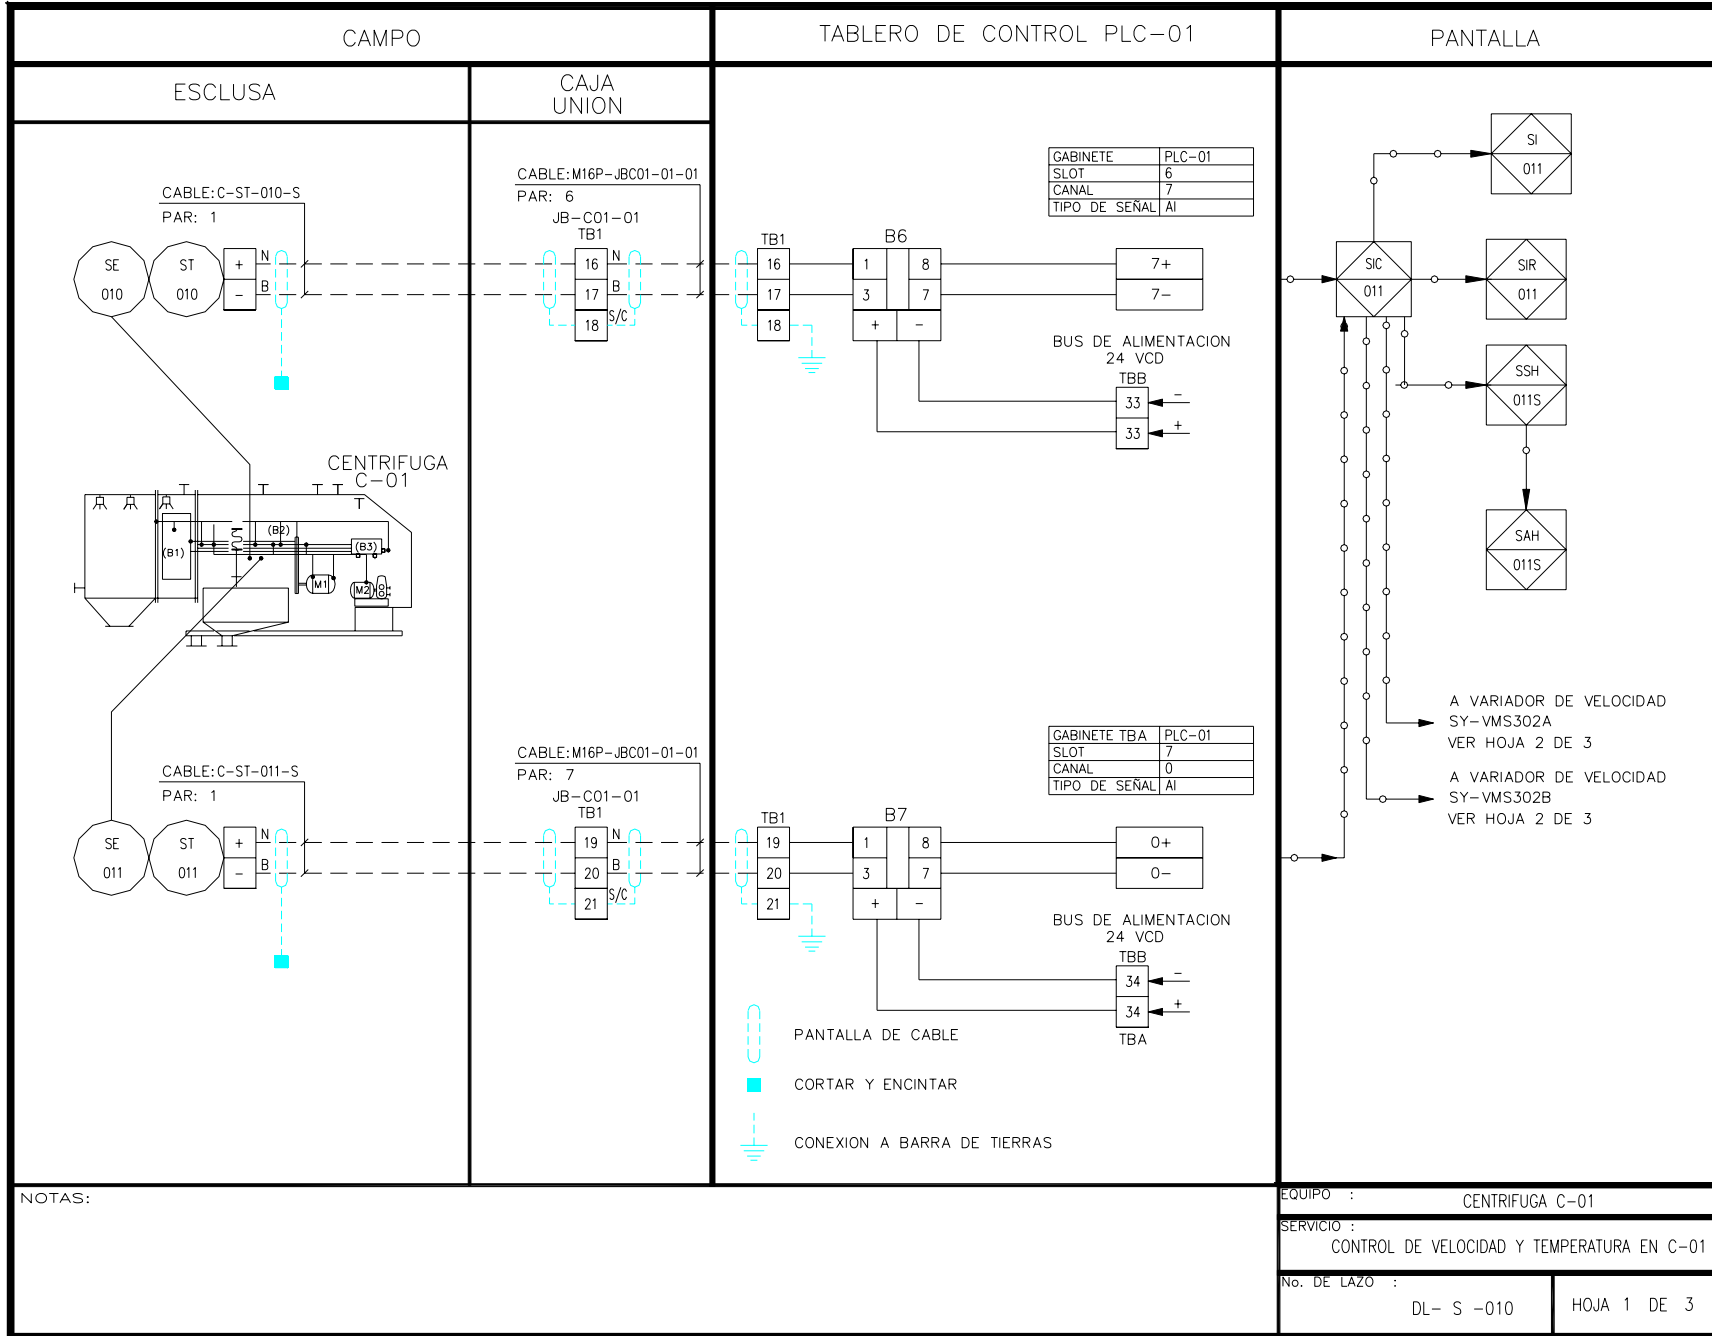 CAMPO
TABLERO DE CONTROL PLC-01
PANTALLA
ESCLUSA
CAJA
UNION
CABLE:C-ST-010-S
PAR: 1
SE
010
ST
010
+
-
N
B
CABLE:M16P-JBC01-01-01
PAR: 6
JB-C01-01
TB1
16
17
18
N
B
S/C
TB1
16
17
18
B6
1
8
3
7
+
-
GABINETE PLC-01
SLOT 6
CANAL 7
TIPO DE SEÑAL AI
7+
7-
BUS DE ALIMENTACION
24 VCD
TBB
33 -
33 +
CENTRIFUGA
C-01
(B1)
(B2)
(B3)
M1
M2
CABLE:C-ST-011-S
PAR: 1
SE
011
ST
011
+
-
N
B
CABLE:M16P-JBC01-01-01
PAR: 7
JB-C01-01
TB1
19
20
21
N
B
S/C
TB1
19
20
21
B7
1
8
3
7
+
-
GABINETE TBA PLC-01
SLOT 7
CANAL 0
TIPO DE SEÑAL AI
0+
0-
BUS DE ALIMENTACION
24 VCD
TBB
34 -
34 +
TBA
PANTALLA DE CABLE
CORTAR Y ENCINTAR
CONEXION A BARRA DE TIERRAS
SI
011
SIC
011
SIR
011
SSH
011S
SAH
011S
A VARIADOR DE VELOCIDAD
SY-VMS302A
VER HOJA 2 DE 3
A VARIADOR DE VELOCIDAD
SY-VMS302B
VER HOJA 2 DE 3
NOTAS:
EQUIPO :
CENTRIFUGA C-01
SERVICIO :
CONTROL DE VELOCIDAD Y TEMPERATURA EN C-01
No. DE LAZO :
DL- S -010
HOJA 1 DE 3